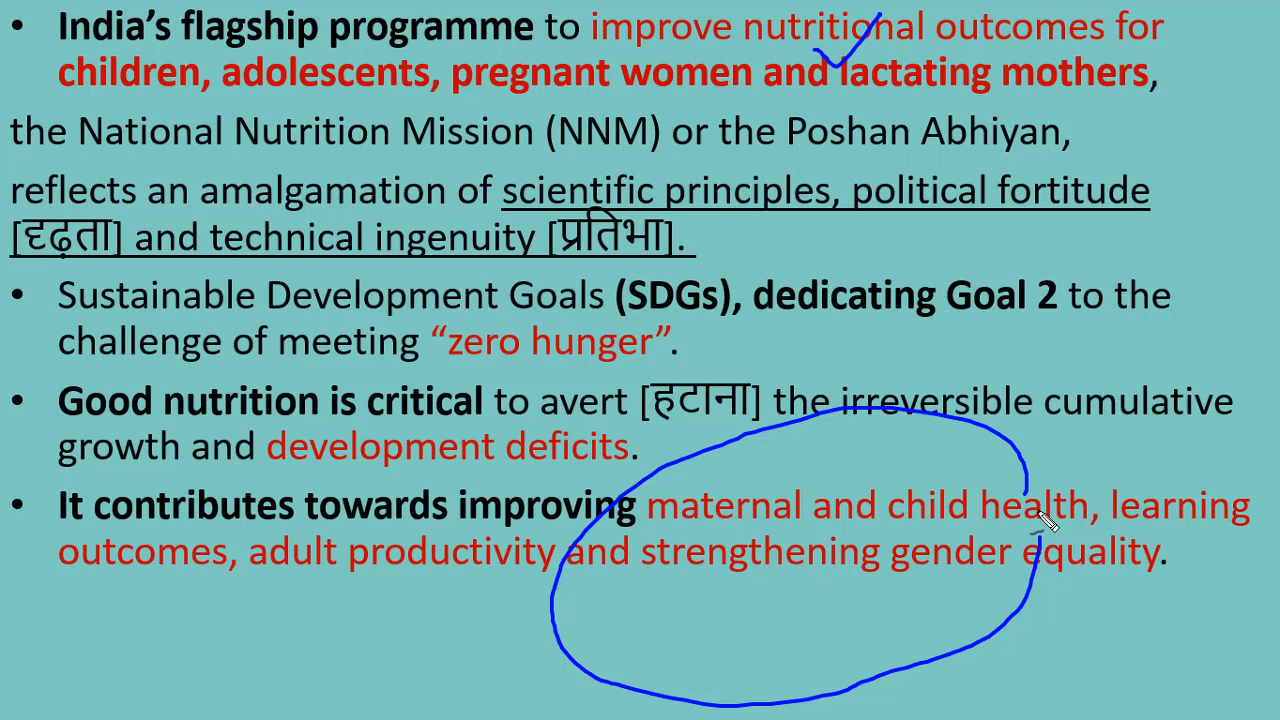 • India’s flagship programme to improve nutritional outcomes for
children, adolescents, pregnant women and lactating mothers,
the National Nutrition Mission (NNM) or the Poshan Abhiyan,
reflects an amalgamation of scientific principles, political fortitude
[दृढ़ता] and technical ingenuity [प्रतिभा].
• Sustainable Development Goals (SDGs), dedicating Goal 2 to the
challenge of meeting “zero hunger”.
• Good nutrition is critical to avert [हटाना] the irreversible cumulative
growth and development deficits.
• It contributes towards improving maternal and child health, learning
outcomes, adult productivity and strengthening gender equality.